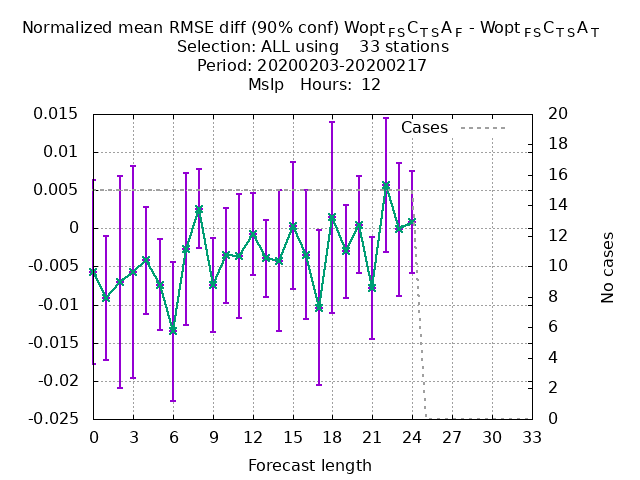 Normalized mean RMSE diff (90% conf) Wopt FS C T S A F - Wopt FS C T S A T
Selection: ALL using 33 stations
Period: 20200203-20200217
Mslp Hours: 12
0.015
0.01
0.005
0
-0.005
-0.01
-0.015
-0.02
-0.025
Cases
20
18
16
14
12
10
8
6
4
2
0
No cases
0 3 6 9 12 15 18 21 24 27 30 33
Forecast length